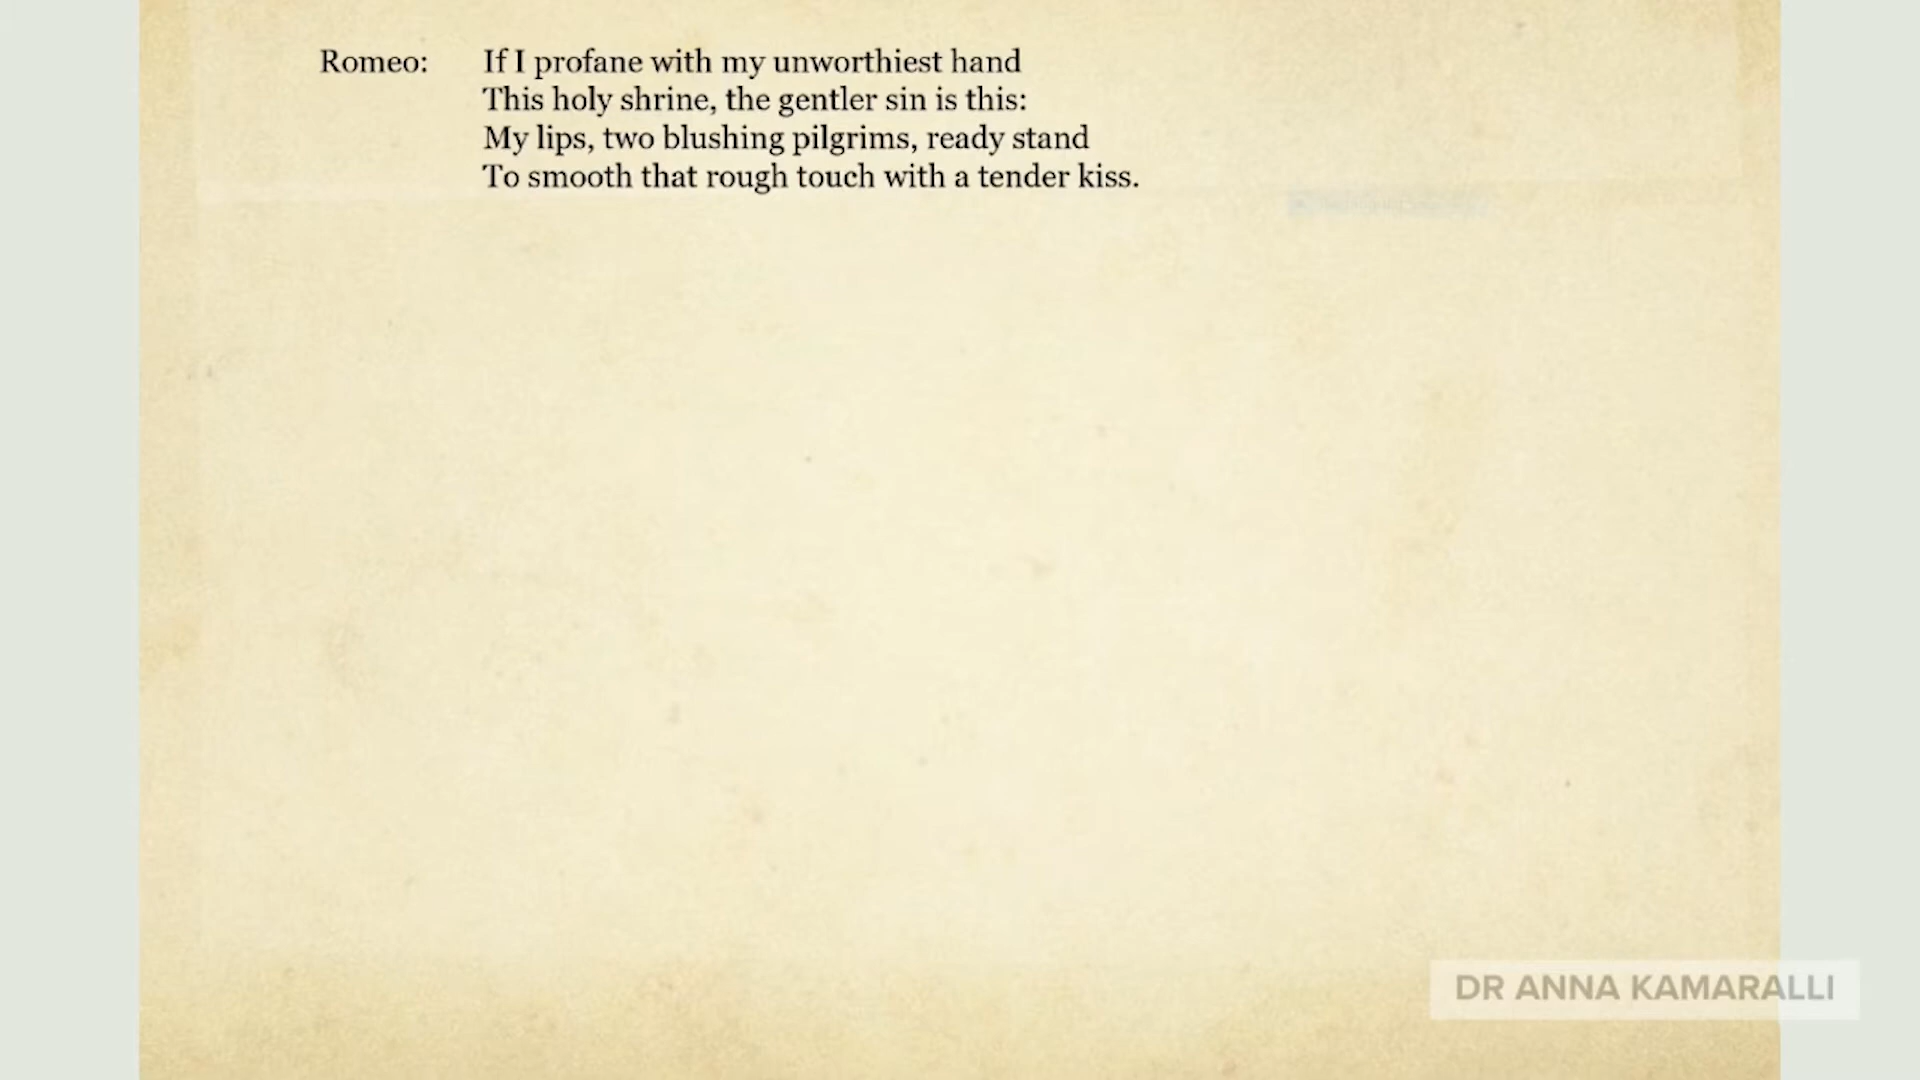 Romeo: If I profane with my unworthiest hand
This holy shrine, the gentler sin is this:
My lips, two blushing pilgrims, ready stand
To smooth that rough touch with a tender kiss.
DR ANNA KAMARALLI